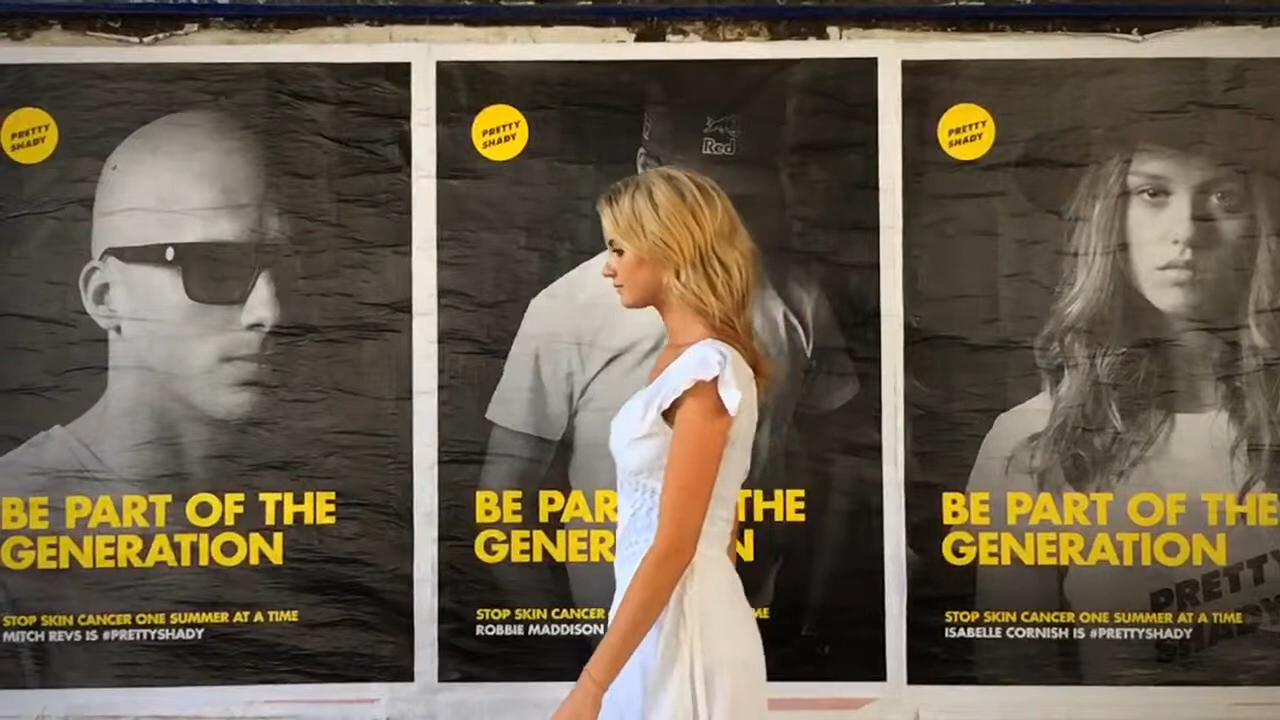 PRETTY
SHADY
BE PART OF THE
GENERATION
STOP SKIN CANCER ONE SUMMER AT A TIME
MITCH REVS IS #PRETTYSHADY
PRETTY
SHADY
Red
BE PAR THE
GENER N
STOP SKIN CANCER ME
ROBBIE MADDISON
PRETTY
SHADY
BE PART OF THE
GENERATION
PRETTY
SHADY
STOP SKIN CANCER ONE SUMMER AT A TIME
ISABELLE CORNISH IS #PRETTYSHADY